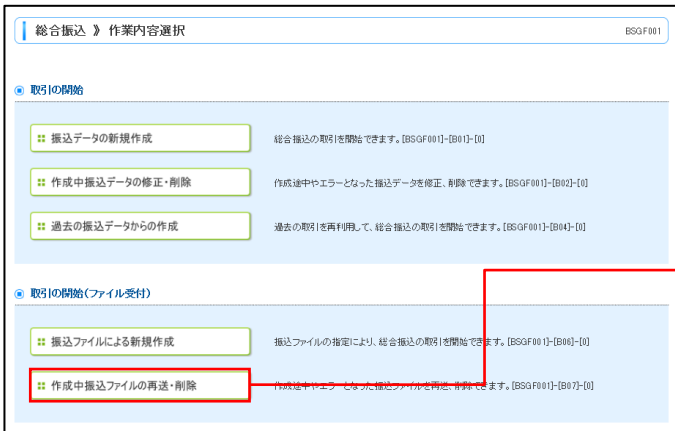 総合振込 》 作業内容選択
BSGF001
取引の開始
振込データの新規作成
総合振込の取引を開始できます。[BSGF001]-[B01]-[0]
作成中振込データの修正・削除
作成途中やエラーとなった振込データを修正、削除できます。[BSGF001]-[B02]-[0]
過去の振込データからの作成
過去の取引を再利用して、総合振込の取引を開始できます。[BSGF001]-[B04]-[0]
取引の開始(ファイル受付)
振込ファイルによる新規作成
振込ファイルの指定により、総合振込の取引を開始できます。[BSGF001]-[B06]-[0]
作成中振込ファイルの再送・削除
作成途中やエラーとなった振込ファイルを再送、削除できます。[BSGF001]-[B07]-[0]